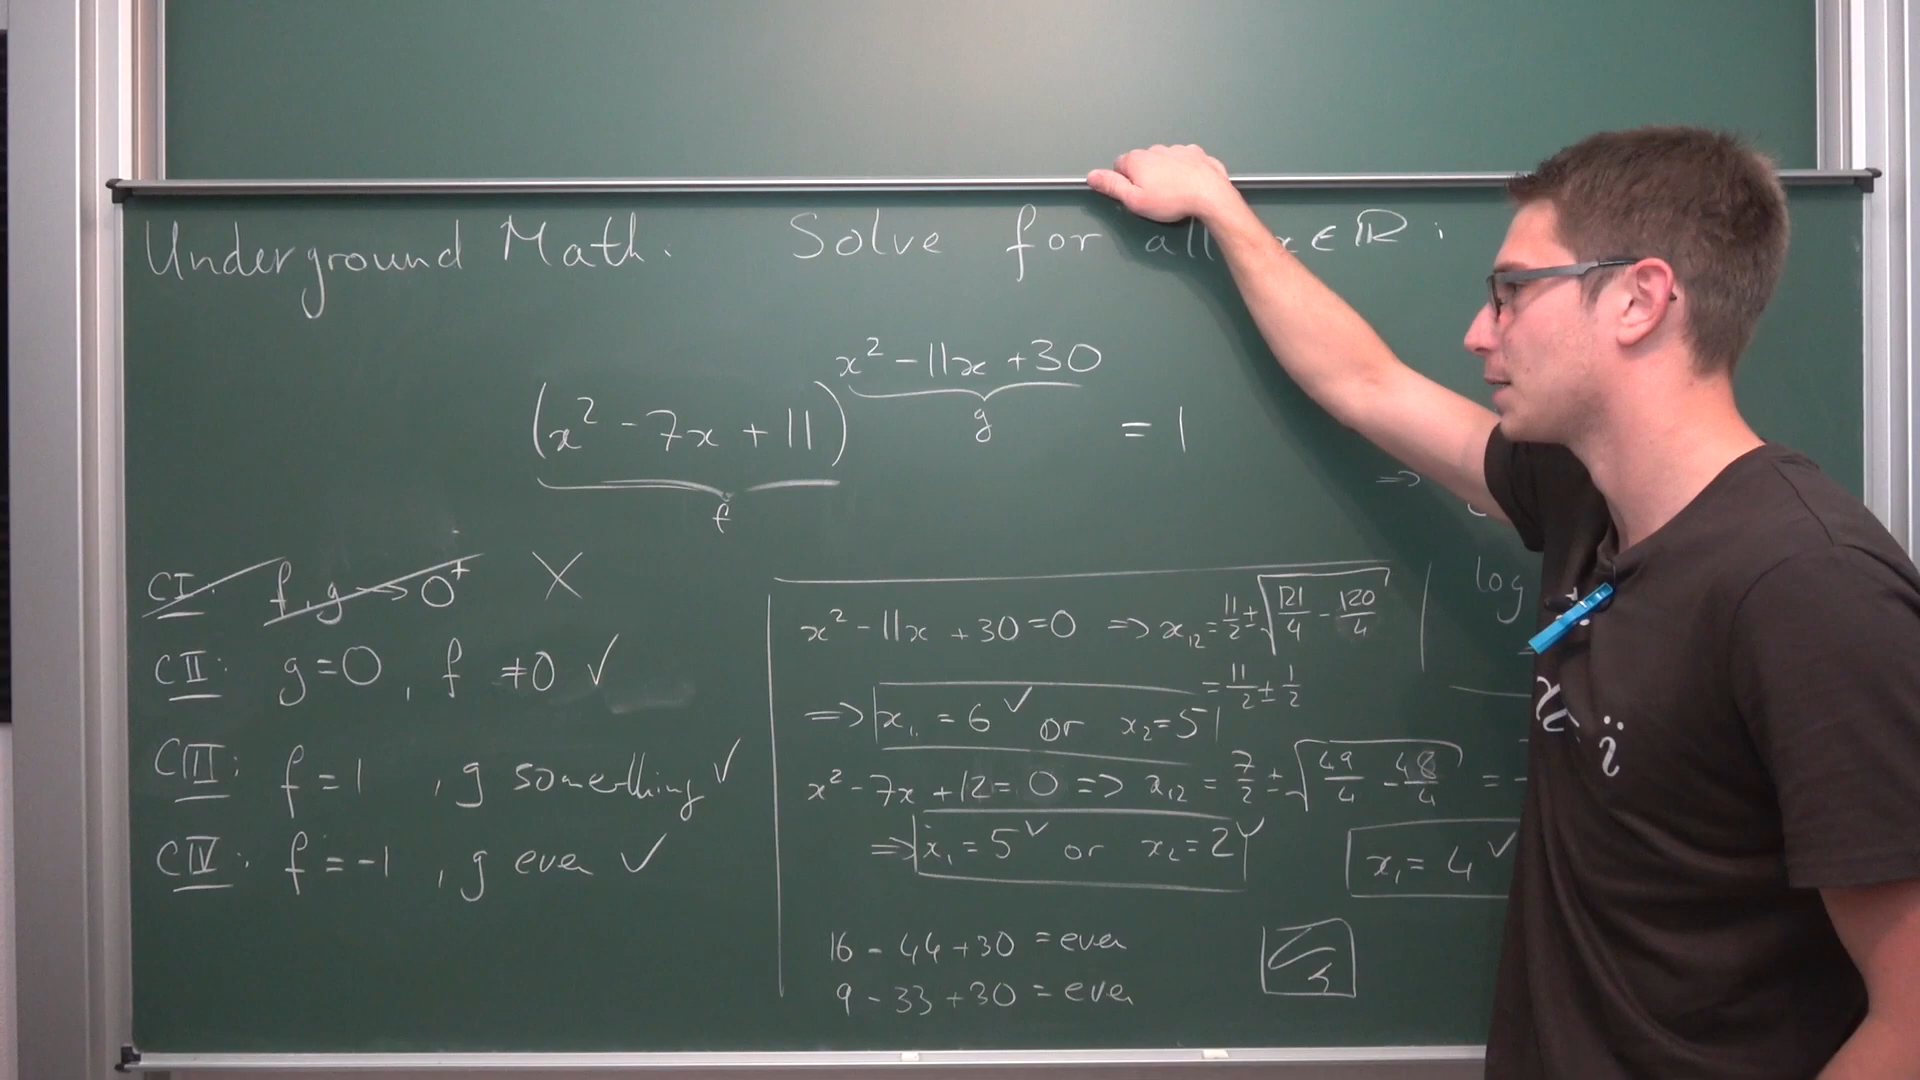 Underground Math. Solve for all x∈ℝ:
(x² - 7x + 11)^(x² - 11x + 30) = 1
f
g
⇒
CI: f, g → 0⁺ X
CII: g = 0, f ≠ 0 ✓
CIII: f = 1, g something ✓
CIV: f = -1, g even ✓
x² - 11x + 30 = 0 ⇒ x₁₂ = 11/2 ± √(121/4 - 120/4)
= 11/2 ± 1/2
⇒ x₁ = 6 ✓ or x₂ = 5
x² - 7x + 12 = 0 ⇒ x₁₂ = 7/2 ± √(49/4 - 48/4) =
⇒ x₁ = 5 ✓ or x₂ = 2 ✓
x₁ = 4 ✓
16 - 44 + 30 = even
9 - 33 + 30 = even
log